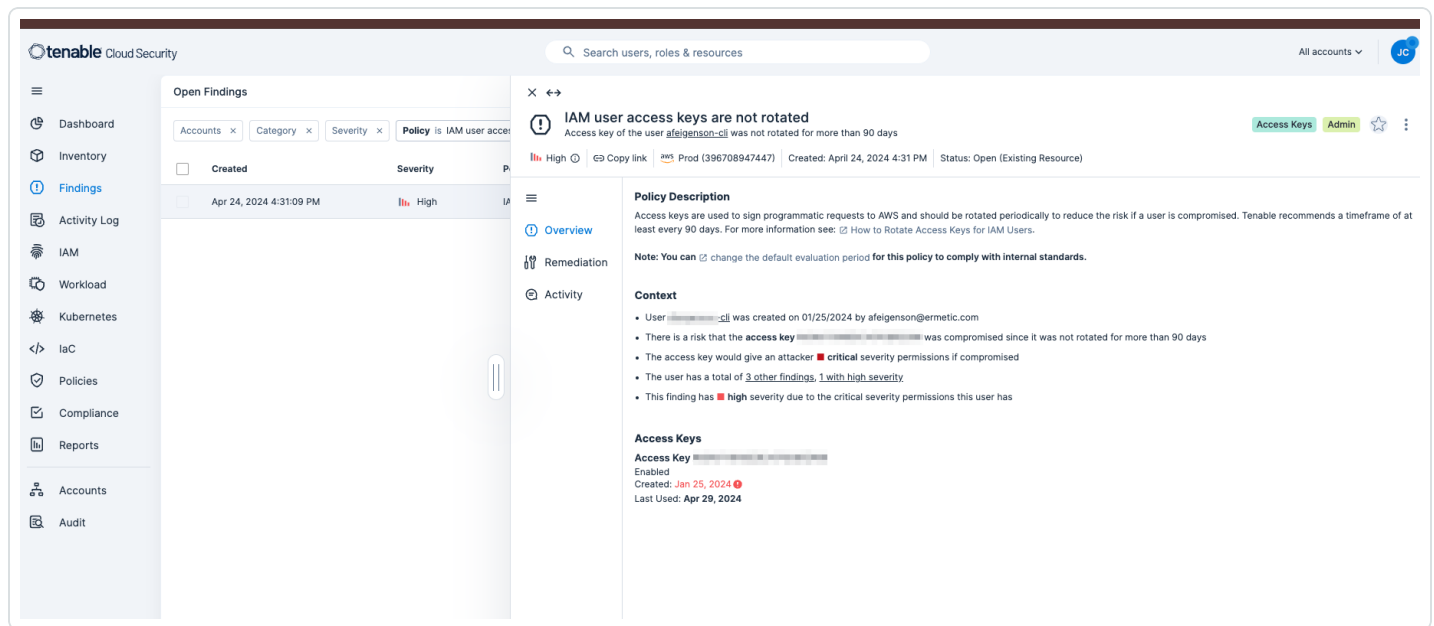 tenable Cloud Security
Search users, roles & resources
All accounts
JC
Dashboard
Inventory
Findings
Activity Log
IAM
Workload
Kubernetes
IaC
Policies
Compliance
Reports
Accounts
Audit
Open Findings
Accounts ×
Category ×
Severity ×
Policy is IAM user acce
Created Severity P
Apr 24, 2024 4:31:09 PM High IA
IAM user access keys are not rotated
Access key of the user afeigenson-cli was not rotated for more than 90 days
Access Keys
Admin
High
Copy link
aws Prod (396708947447)
Created: April 24, 2024 4:31 PM
Status: Open (Existing Resource)
Overview
Remediation
Activity
Policy Description
Access keys are used to sign programmatic requests to AWS and should be rotated periodically to reduce the risk if a user is compromised. Tenable recommends a timeframe of at
least every 90 days. For more information see: How to Rotate Access Keys for IAM Users.
Note: You can change the default evaluation period for this policy to comply with internal standards.
Context
• User -cli was created on 01/25/2024 by afeigenson@ermetic.com
• There is a risk that the access key was compromised since it was not rotated for more than 90 days
• The access key would give an attacker critical severity permissions if compromised
• The user has a total of 3 other findings, 1 with high severity
• This finding has high severity due to the critical severity permissions this user has
Access Keys
Access Key
Enabled
Created: Jan 25, 2024
Last Used: Apr 29, 2024